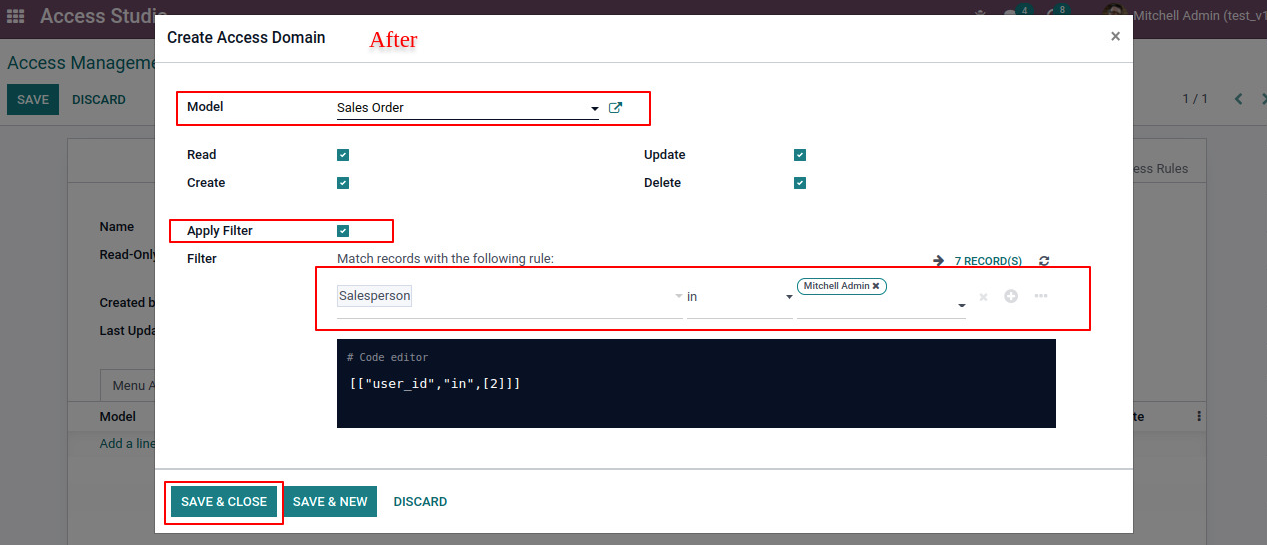 Access Studio
4
8
Mitchell Admin (test_v1
Create Access Domain
After
×
Access Manageme
SAVE
DISCARD
1 / 1
Model
Sales Order
Read
Update
Create
Delete
ess Rules
Name
Apply Filter
Read-Only
Filter
Match records with the following rule:
7 RECORD(S)
Salesperson
in
Mitchell Admin ×
Created b
Last Upda
# Code editor
[["user_id","in",[2]]]
Menu A
Model
te
Add a line
SAVE & CLOSE
SAVE & NEW
DISCARD